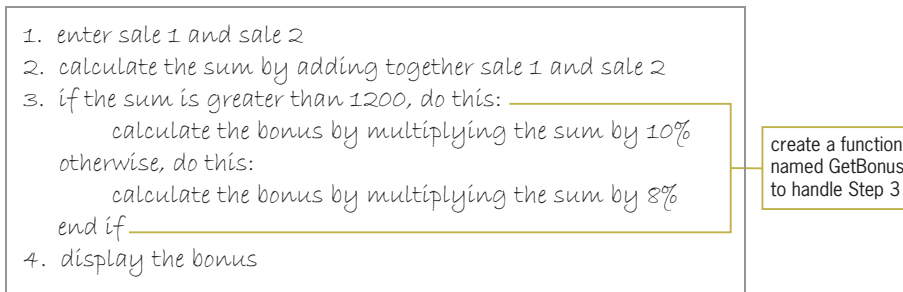 1. enter sale 1 and sale 2
2. calculate the sum by adding together sale 1 and sale 2
3. if the sum is greater than 1200, do this:
calculate the bonus by multiplying the sum by 10%
otherwise, do this:
calculate the bonus by multiplying the sum by 8%
end if
4. display the bonus
create a function
named GetBonus
to handle Step 3